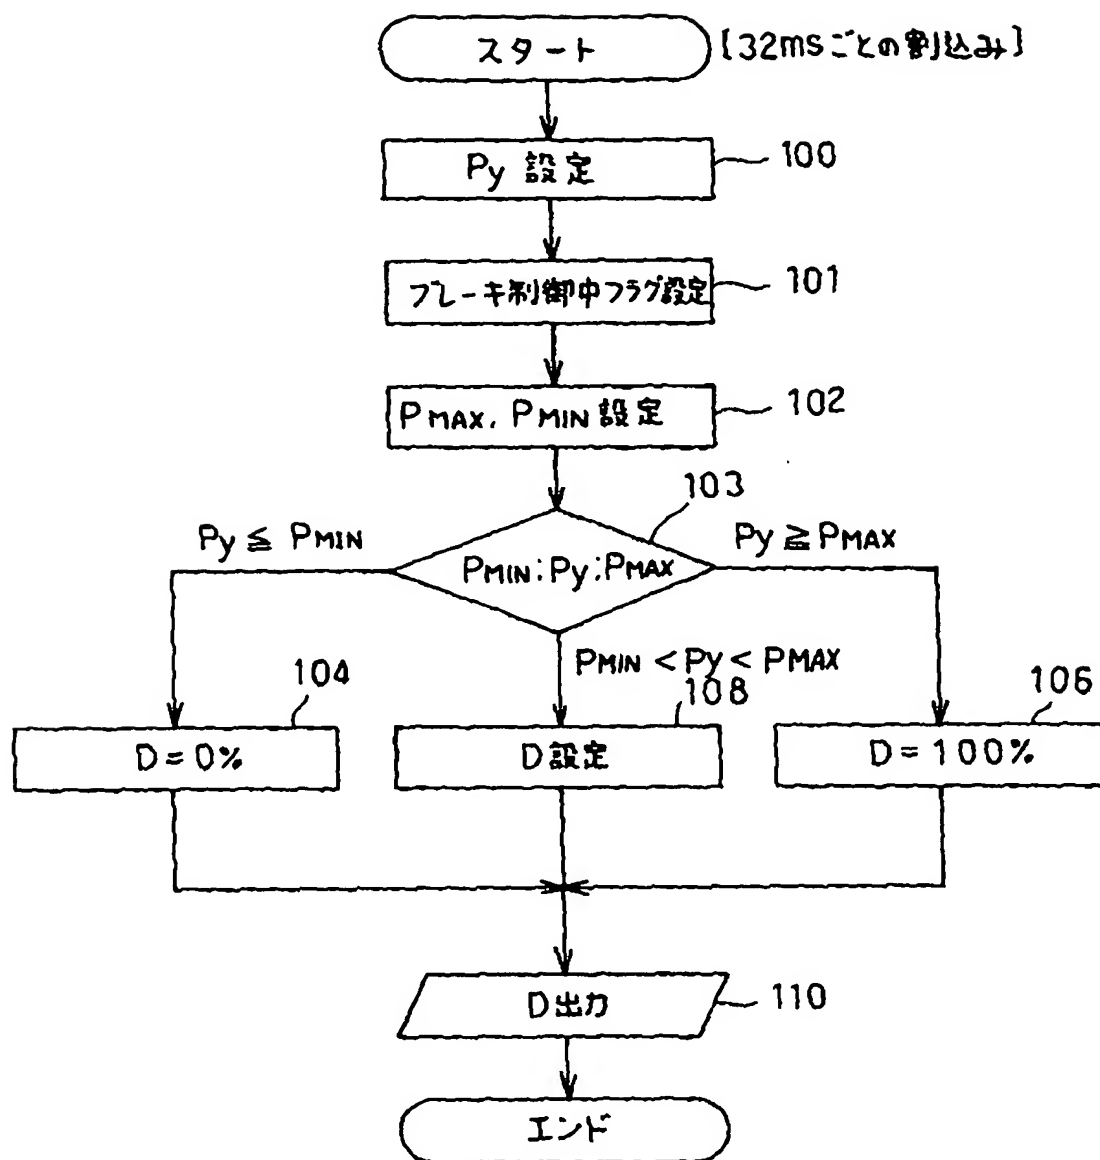 スタート
[32msごとの割込み]
Py 設定
100
ブレーキ制御中フラグ設定
101
PMAX, PMIN 設定
102
103
Py ≦ PMIN
PMIN:Py:PMAX
Py ≧ PMAX
PMIN < Py < PMAX
104
108
106
D = 0%
D 設定
D = 100%
D 出力
110
エンド